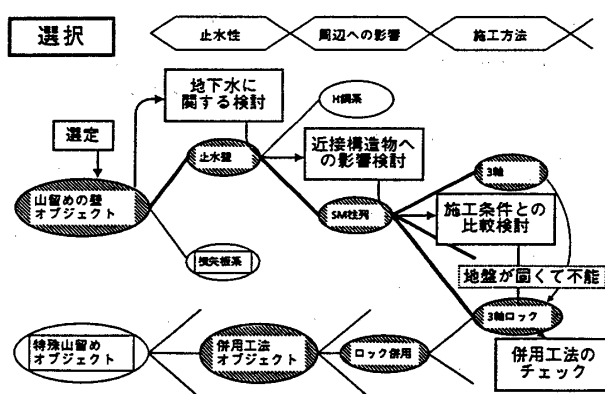 選択
止水性
周辺への影響
施工方法
地下水に
関する検討
H鋼系
選定
止水壁
近接構造物へ
の影響検討
3軸
山留めの壁
オブジェクト
SM柱列
施工条件との
比較検討
横矢板系
地盤が固くて不能
3軸ロック
特殊山留め
オブジェクト
併用工法
オブジェクト
ロック併用
併用工法の
チェック